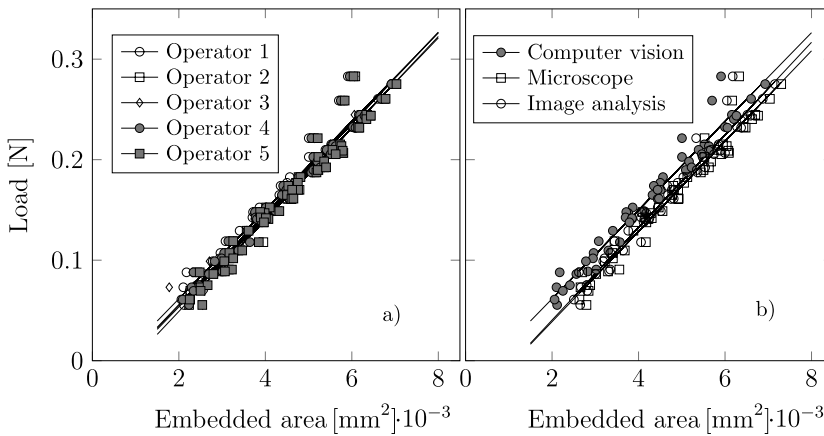 0.3
0.2
0.1
0
Load [N]
Operator 1
Operator 2
Operator 3
Operator 4
Operator 5
a)
0 2 4 6 8
Embedded area [mm²]·10⁻³
Computer vision
Microscope
Image analysis
b)
0 2 4 6 8
Embedded area [mm²]·10⁻³